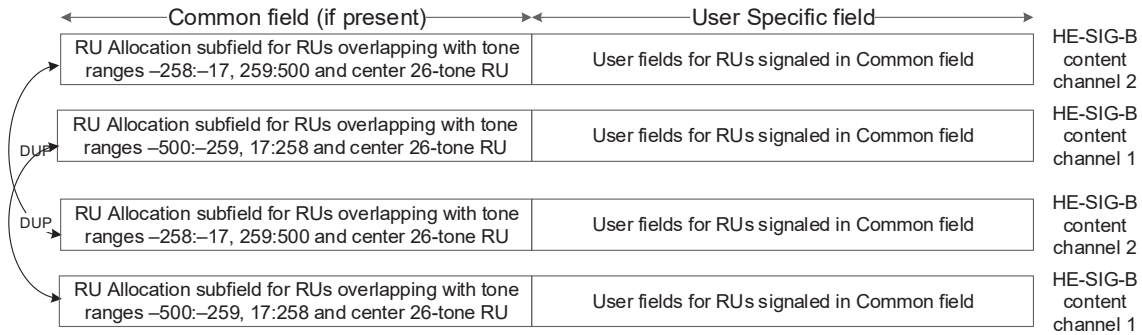 Common field (if present)
User Specific field
RU Allocation subfield for RUs overlapping with tone
ranges –258:–17, 259:500 and center 26-tone RU
User fields for RUs signaled in Common field
HE-SIG-B
content
channel 2
DUP
RU Allocation subfield for RUs overlapping with tone
ranges –500:–259, 17:258 and center 26-tone RU
User fields for RUs signaled in Common field
HE-SIG-B
content
channel 1
DUP
RU Allocation subfield for RUs overlapping with tone
ranges –258:–17, 259:500 and center 26-tone RU
User fields for RUs signaled in Common field
HE-SIG-B
content
channel 2
RU Allocation subfield for RUs overlapping with tone
ranges –500:–259, 17:258 and center 26-tone RU
User fields for RUs signaled in Common field
HE-SIG-B
content
channel 1